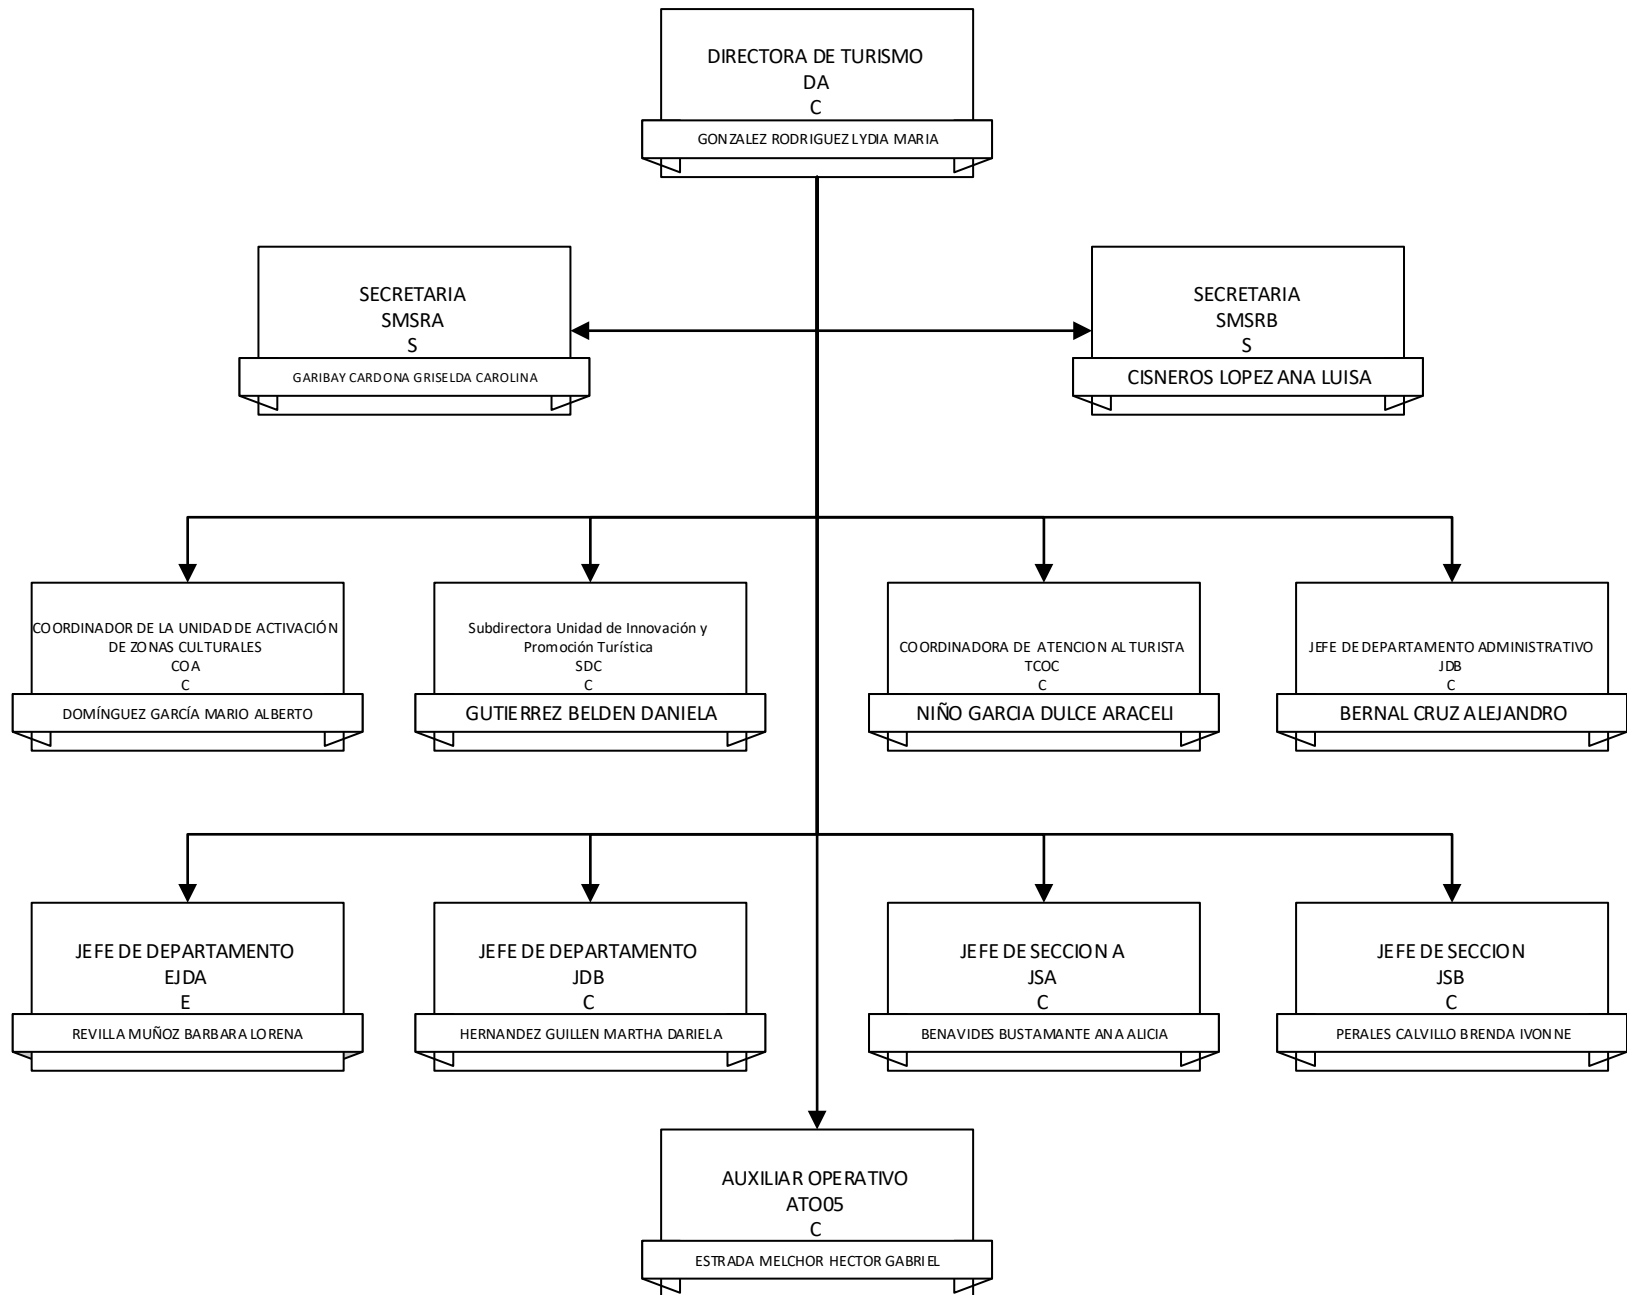 DIRECTORA DE TURISMO
DA
C
GONZALEZ RODRIGUEZ LYDIA MARIA
SECRETARIA
SMSRA
S
GARIBAY CARDONA GRISELDA CAROLINA
SECRETARIA
SMSRB
S
CISNEROS LOPEZ ANA LUISA
COORDINADOR DE LA UNIDAD DE ACTIVACIÓN
DE ZONAS CULTURALES
COA
C
DOMÍNGUEZ GARCÍA MARIO ALBERTO
Subdirectora Unidad de Innovación y
Promoción Turística
SDC
C
GUTIERREZ BELDEN DANIELA
COORDINADORA DE ATENCION AL TURISTA
TCOC
C
NIÑO GARCIA DULCE ARACELI
JEFE DE DEPARTAMENTO ADMINISTRATIVO
JDB
C
BERNAL CRUZ ALEJANDRO
JEFE DE DEPARTAMENTO
EJDA
E
REVILLA MUÑOZ BARBARA LORENA
JEFE DE DEPARTAMENTO
JDB
C
HERNANDEZ GUILLEN MARTHA DARIELA
JEFE DE SECCION A
JSA
C
BENAVIDES BUSTAMANTE ANA ALICIA
JEFE DE SECCION
JSB
C
PERALES CALVILLO BRENDA IVONNE
AUXILIAR OPERATIVO
ATO05
C
ESTRADA MELCHOR HECTOR GABRIEL